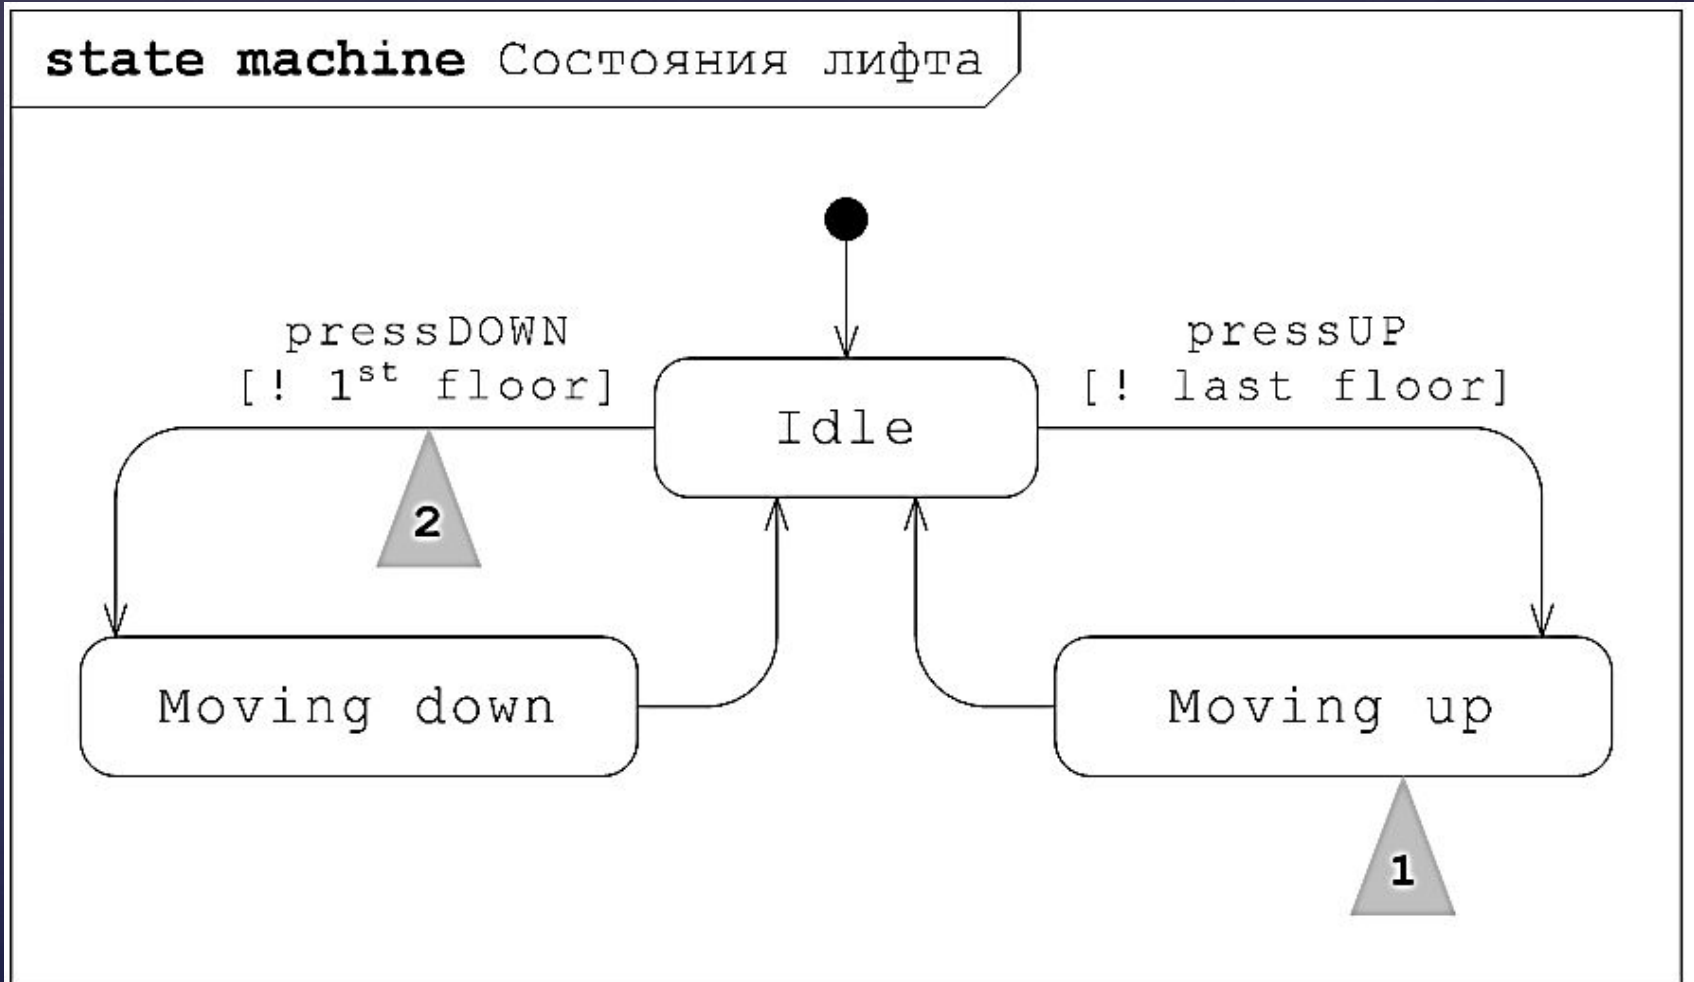 state machine Состояния лифта
pressDOWN
[! 1st floor]
pressUP
[! last floor]
Idle
2
Moving down
Moving up
1